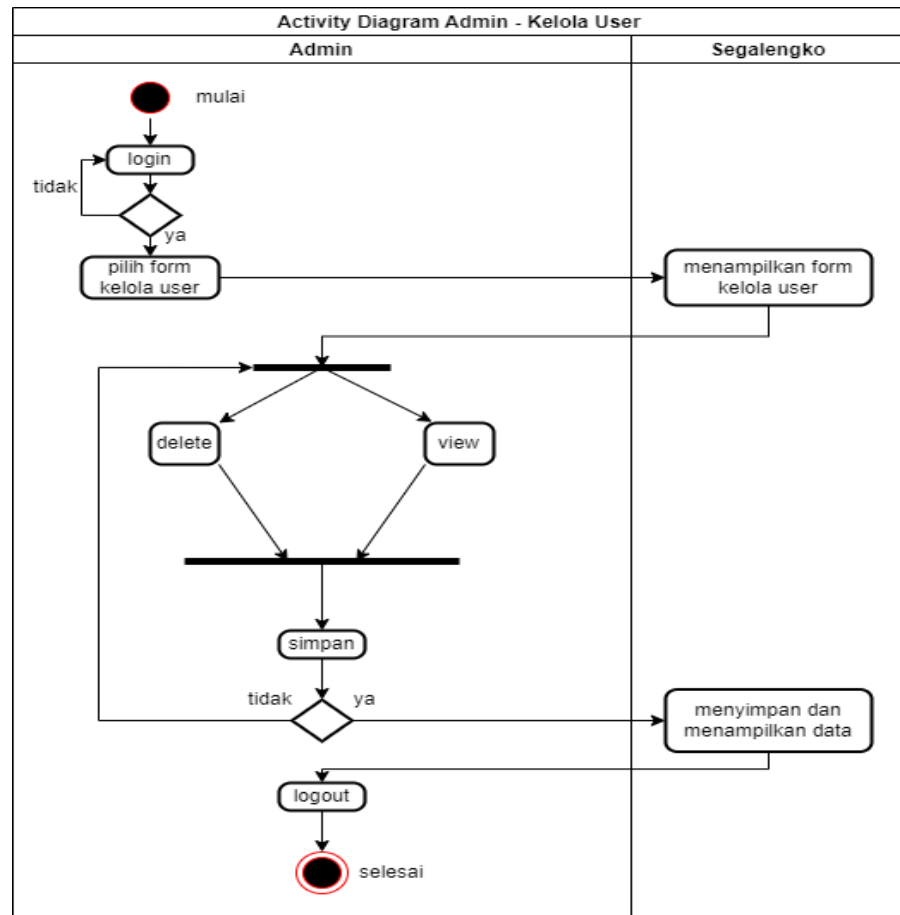 Activity Diagram Admin - Kelola User
Admin
Segalengko
mulai
login
tidak
ya
pilih form
kelola user
menampilkan form
kelola user
delete
view
simpan
tidak
ya
menyimpan dan
menampilkan data
logout
selesai